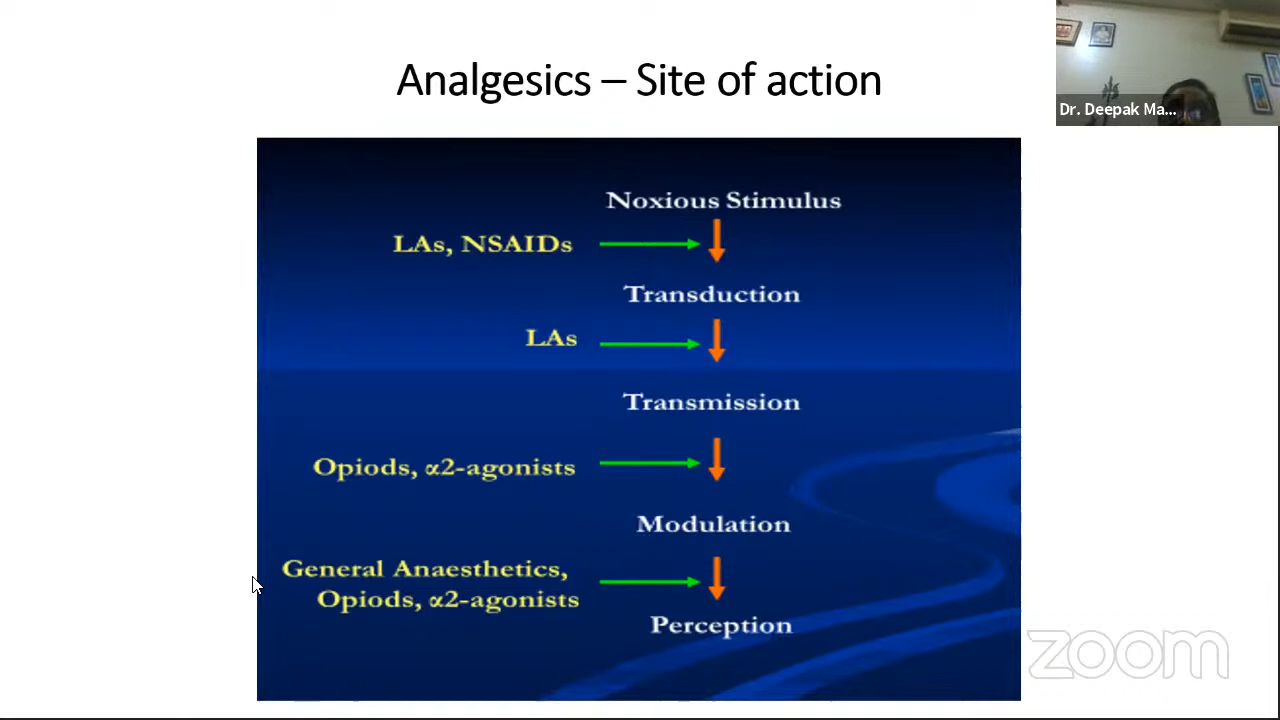 Analgesics – Site of action
Dr. Deepak Ma...
Noxious Stimulus
LAs, NSAIDs
Transduction
LAs
Transmission
Opiods, α2-agonists
Modulation
General Anaesthetics,
Opiods, α2-agonists
Perception
zoom